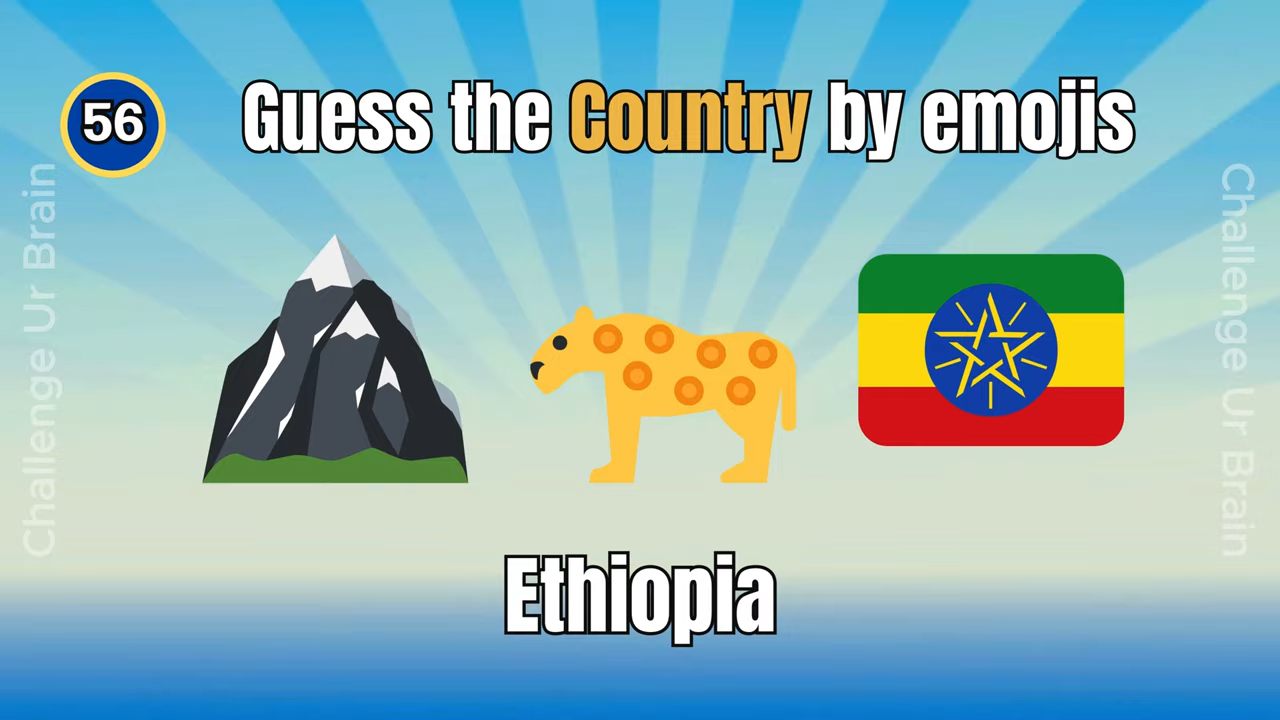 56
Guess the Country by emojis
Challenge Ur Brain
Challenge Ur Brain
Ethiopia